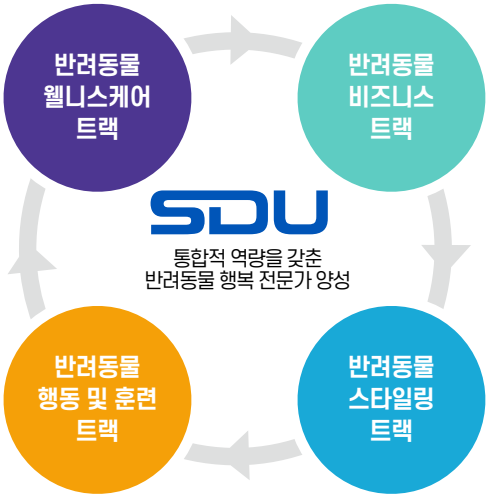 반려동물
웰니스케어
트랙
반려동물
비즈니스
트랙
SDU
통합적 역량을 갖춘
반려동물 행복 전문가 양성
반려동물
행동 및 훈련
트랙
반려동물
스타일링
트랙